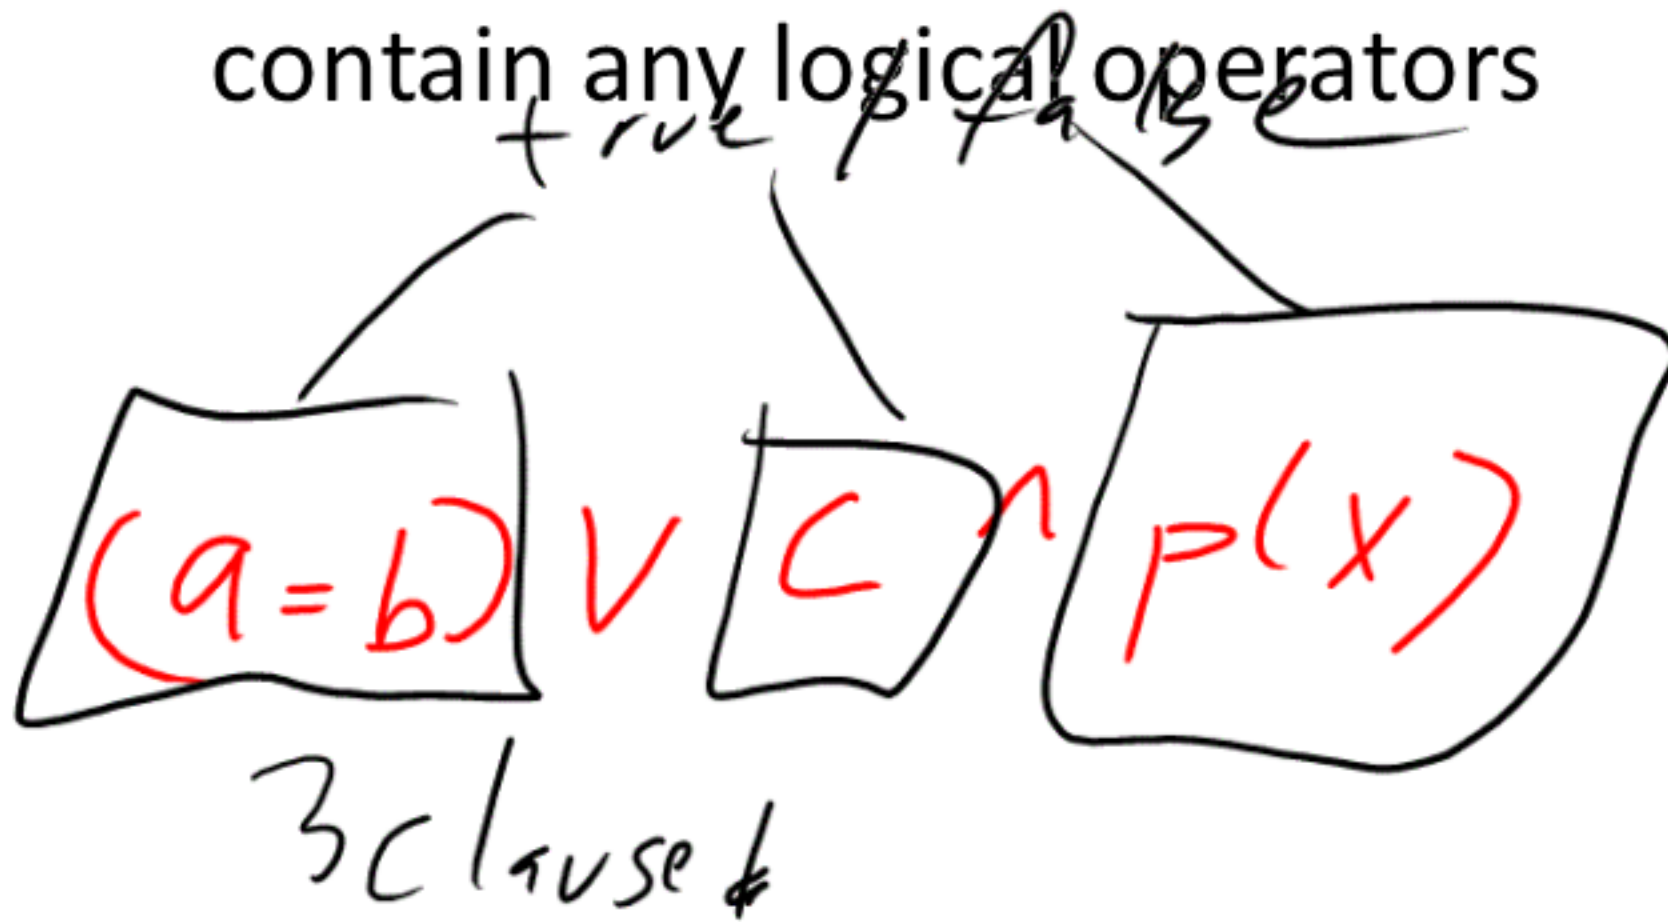 contain any logical operators
true / false
(a = b) ∨ c ∧ p(x)
3 clauses